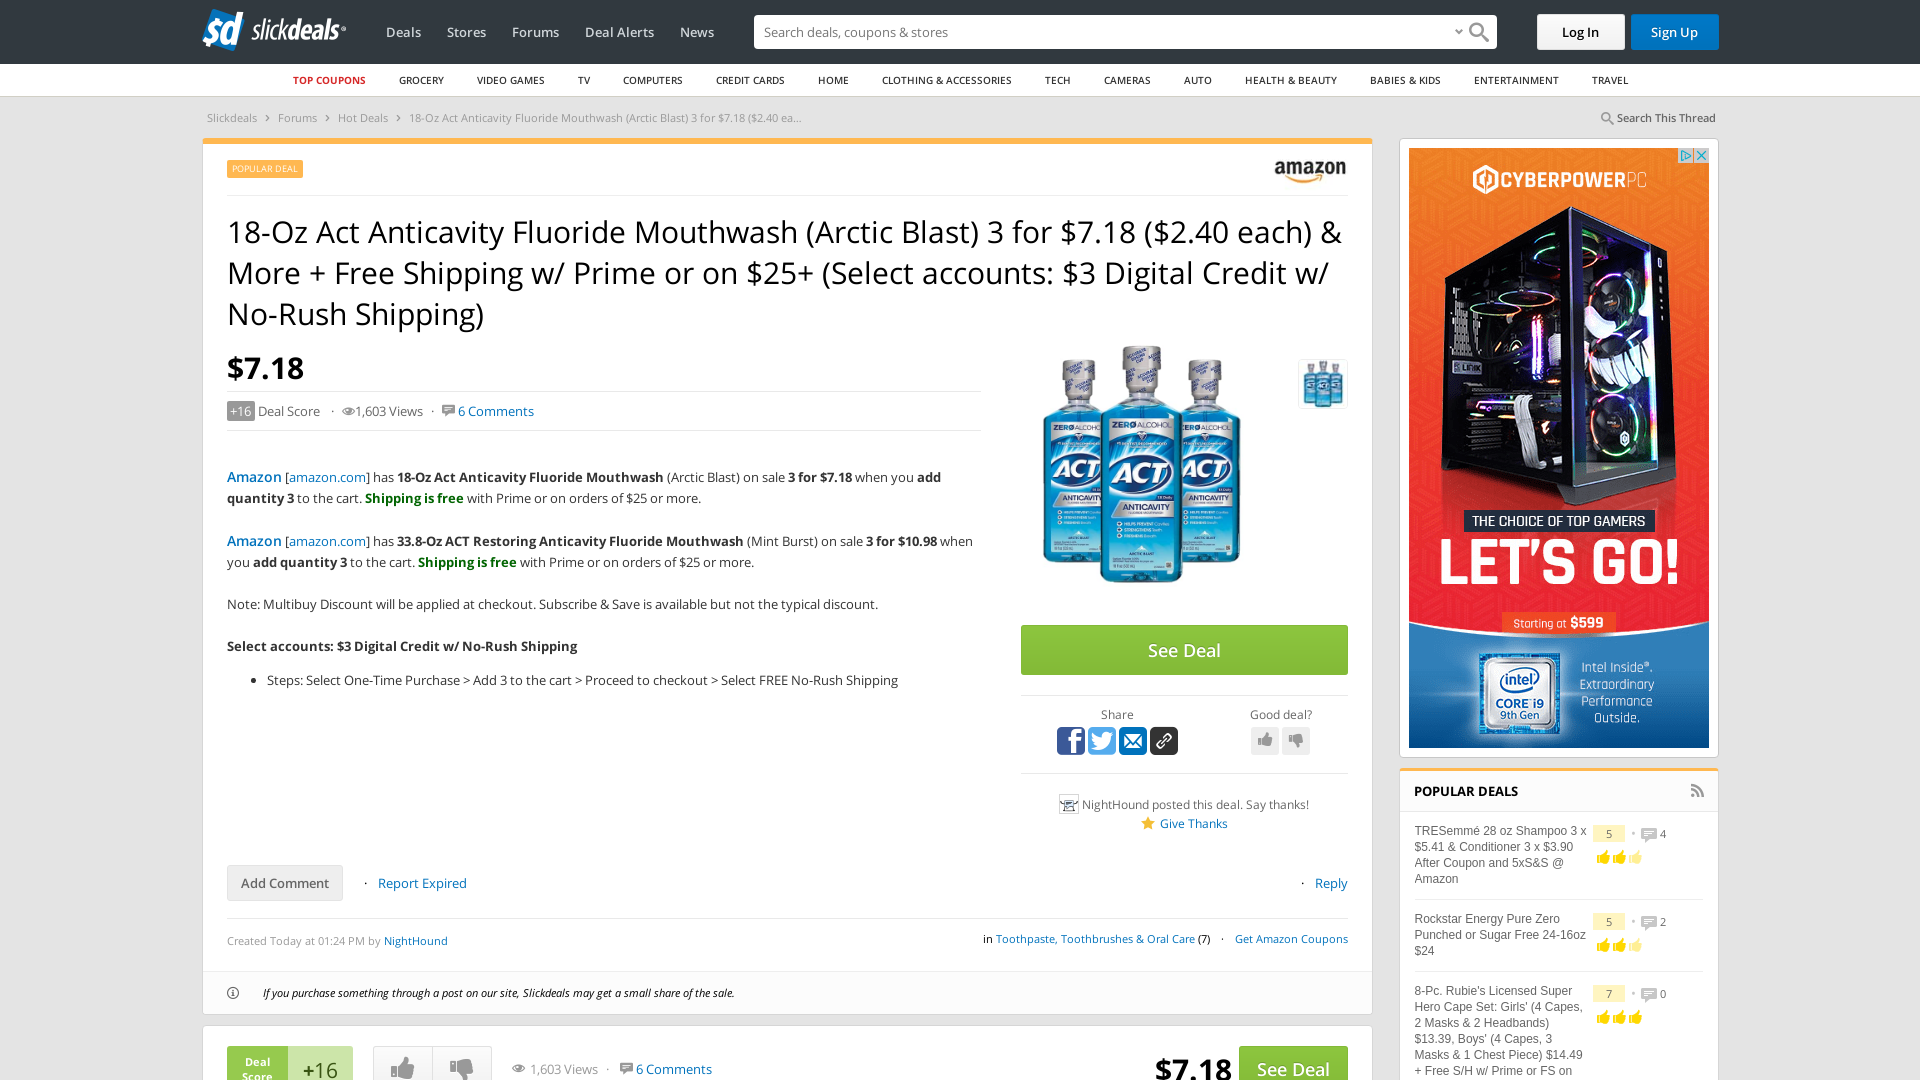 sd slickdeals
Deals Stores Forums Deal Alerts News
Search deals, coupons & stores
Log In
Sign Up
TOP COUPONS GROCERY VIDEO GAMES TV COMPUTERS CREDIT CARDS HOME CLOTHING & ACCESSORIES TECH CAMERAS AUTO HEALTH & BEAUTY BABIES & KIDS ENTERTAINMENT TRAVEL
Slickdeals › Forums › Hot Deals › 18-Oz Act Anticavity Fluoride Mouthwash (Arctic Blast) 3 for $7.18 ($2.40 ea...
Search This Thread
POPULAR DEAL
amazon
18-Oz Act Anticavity Fluoride Mouthwash (Arctic Blast) 3 for $7.18 ($2.40 each) &
More + Free Shipping w/ Prime or on $25+ (Select accounts: $3 Digital Credit w/
No-Rush Shipping)
$7.18
+16 Deal Score · 1,603 Views · 6 Comments
Amazon [amazon.com] has 18-Oz Act Anticavity Fluoride Mouthwash (Arctic Blast) on sale 3 for $7.18 when you add
quantity 3 to the cart. Shipping is free with Prime or on orders of $25 or more.
Amazon [amazon.com] has 33.8-Oz ACT Restoring Anticavity Fluoride Mouthwash (Mint Burst) on sale 3 for $10.98 when
you add quantity 3 to the cart. Shipping is free with Prime or on orders of $25 or more.
Note: Multibuy Discount will be applied at checkout. Subscribe & Save is available but not the typical discount.
Select accounts: $3 Digital Credit w/ No-Rush Shipping
• Steps: Select One-Time Purchase > Add 3 to the cart > Proceed to checkout > Select FREE No-Rush Shipping
ZERO ALCOHOL
ACT
ANTICAVITY
ARCTIC BLAST
See Deal
Share
Good deal?
NightHound posted this deal. Say thanks!
Give Thanks
Add Comment
· Report Expired
· Reply
Created Today at 01:24 PM by NightHound
in Toothpaste, Toothbrushes & Oral Care (7) · Get Amazon Coupons
If you purchase something through a post on our site, Slickdeals may get a small share of the sale.
Deal
Score
+16
1,603 Views · 6 Comments
$7.18
See Deal
CYBERPOWERPC
THE CHOICE OF TOP GAMERS
LET'S GO!
Starting at $599
intel
CORE i9
9th Gen
Intel Inside®.
Extraordinary
Performance
Outside.
POPULAR DEALS
TRESemmé 28 oz Shampoo 3 x
$5.41 & Conditioner 3 x $3.90
After Coupon and 5xS&S @
Amazon
5 • 4
Rockstar Energy Pure Zero
Punched or Sugar Free 24-16oz
$24
5 • 2
8-Pc. Rubie's Licensed Super
Hero Cape Set: Girls' (4 Capes,
2 Masks & 2 Headbands)
$13.39, Boys' (4 Capes, 3
Masks & 1 Chest Piece) $14.49
+ Free S/H w/ Prime or FS on
7 • 0